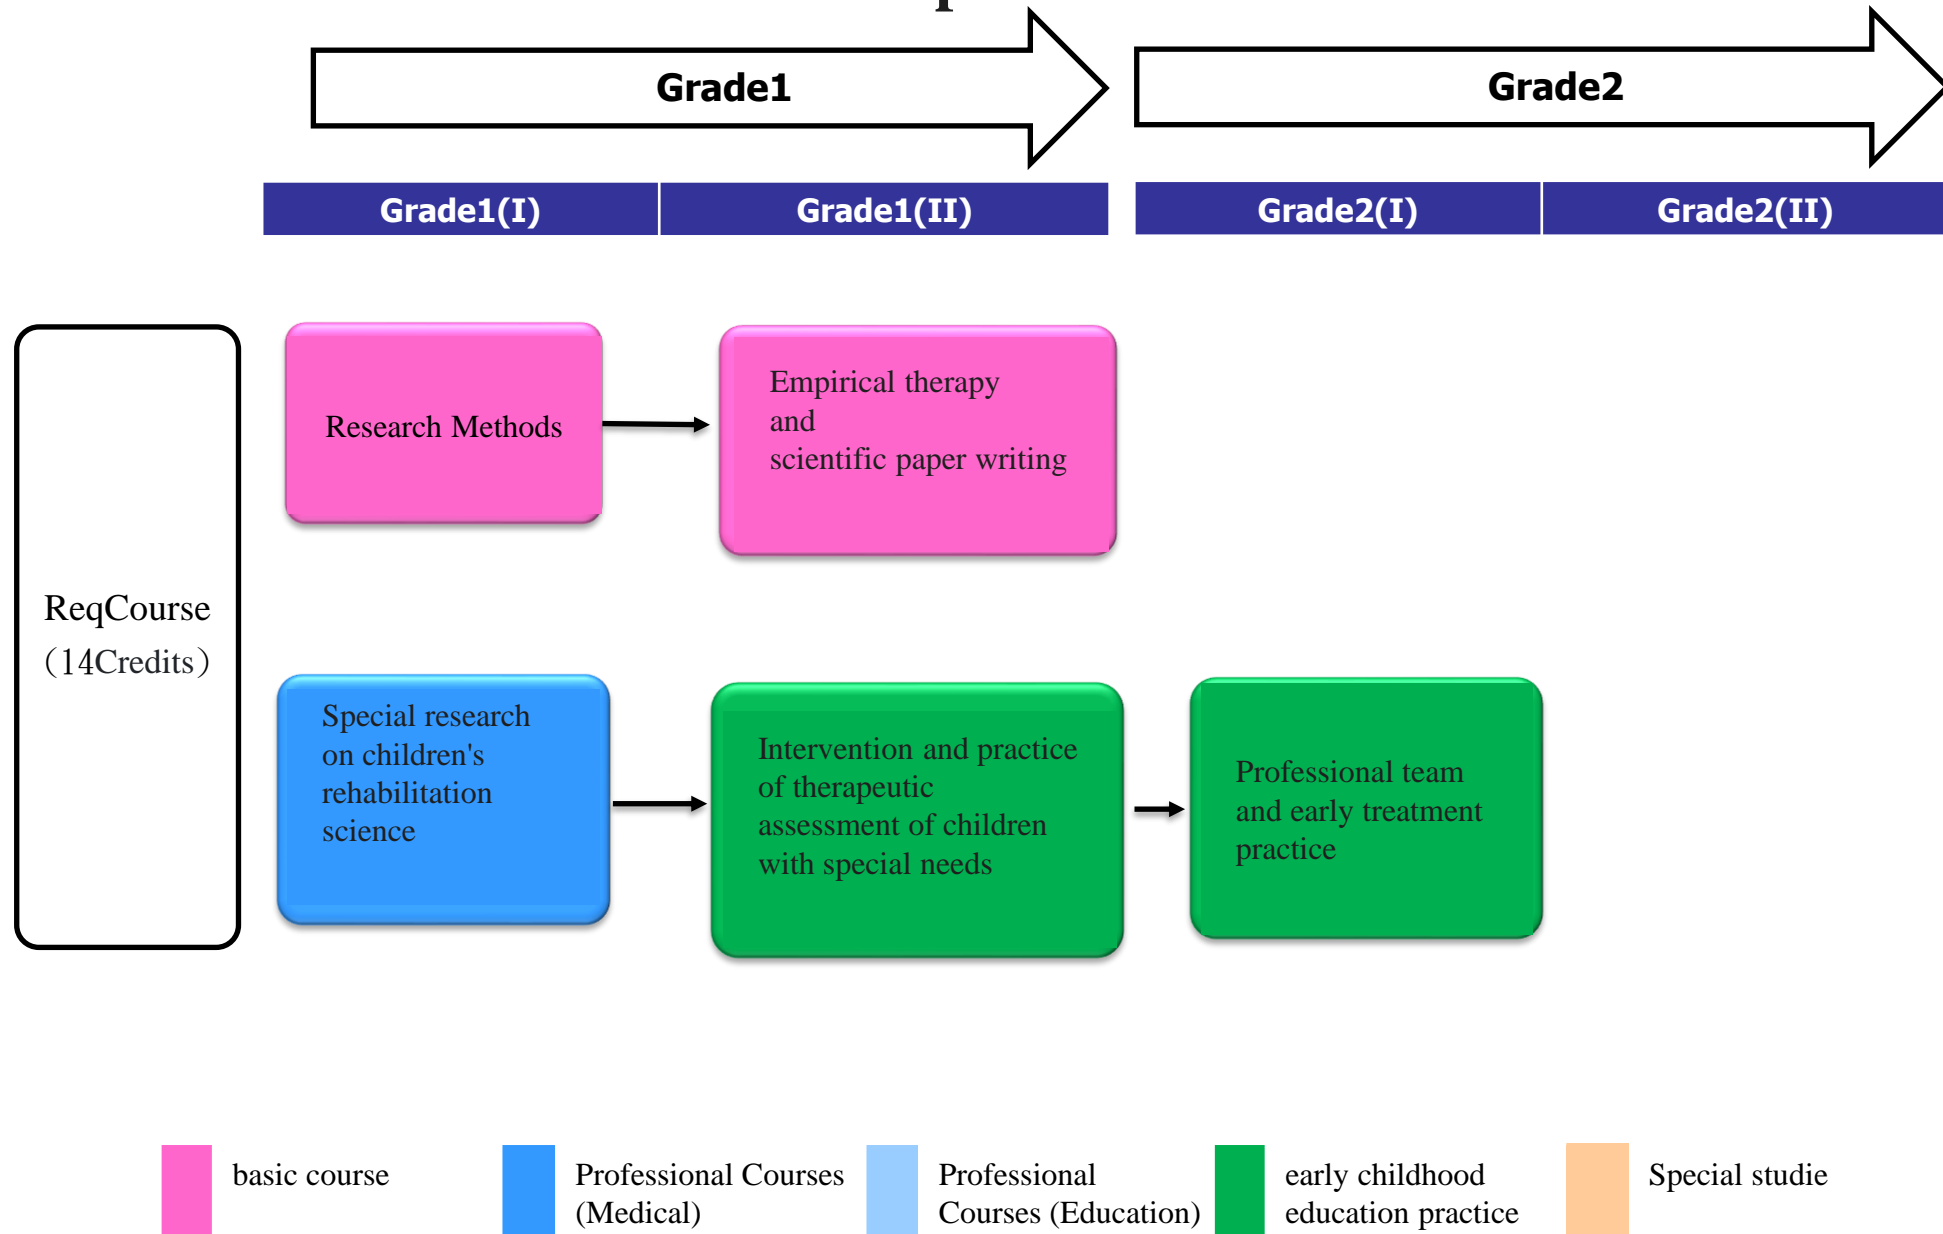 Grade1
Grade2
Grade1(I)
Grade1(II)
Grade2(I)
Grade2(II)
ReqCourse
（14Credits）
Research Methods
Empirical therapy
and
scientific paper writing
Special research
on children's
rehabilitation
science
Intervention and practice
of therapeutic
assessment of children
with special needs
Professional team
and early treatment
practice
basic course
Professional Courses
(Medical)
Professional
Courses (Education)
early childhood
education practice
Special studie